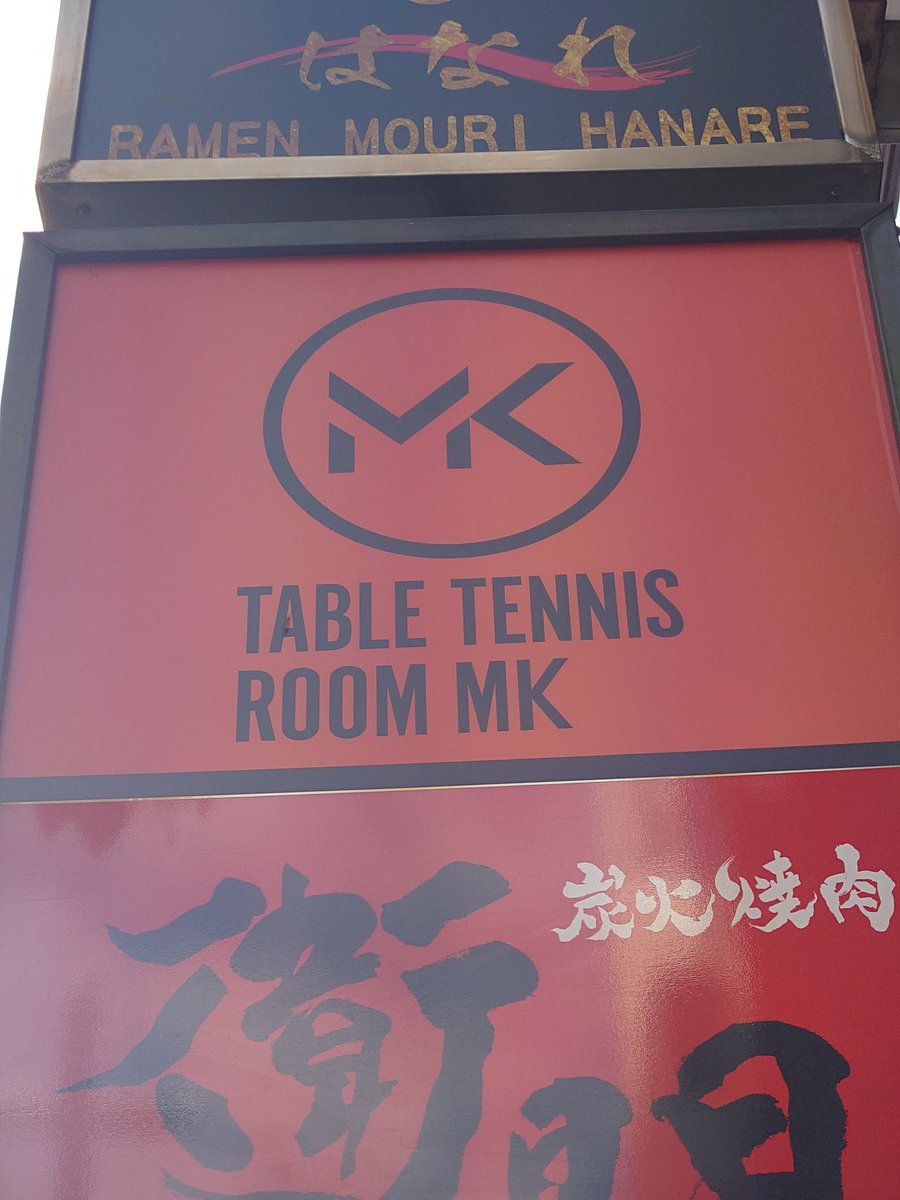 はなれ
RAMEN MOURI HANARE
MK
TABLE TENNIS
ROOM MK
炭火焼肉